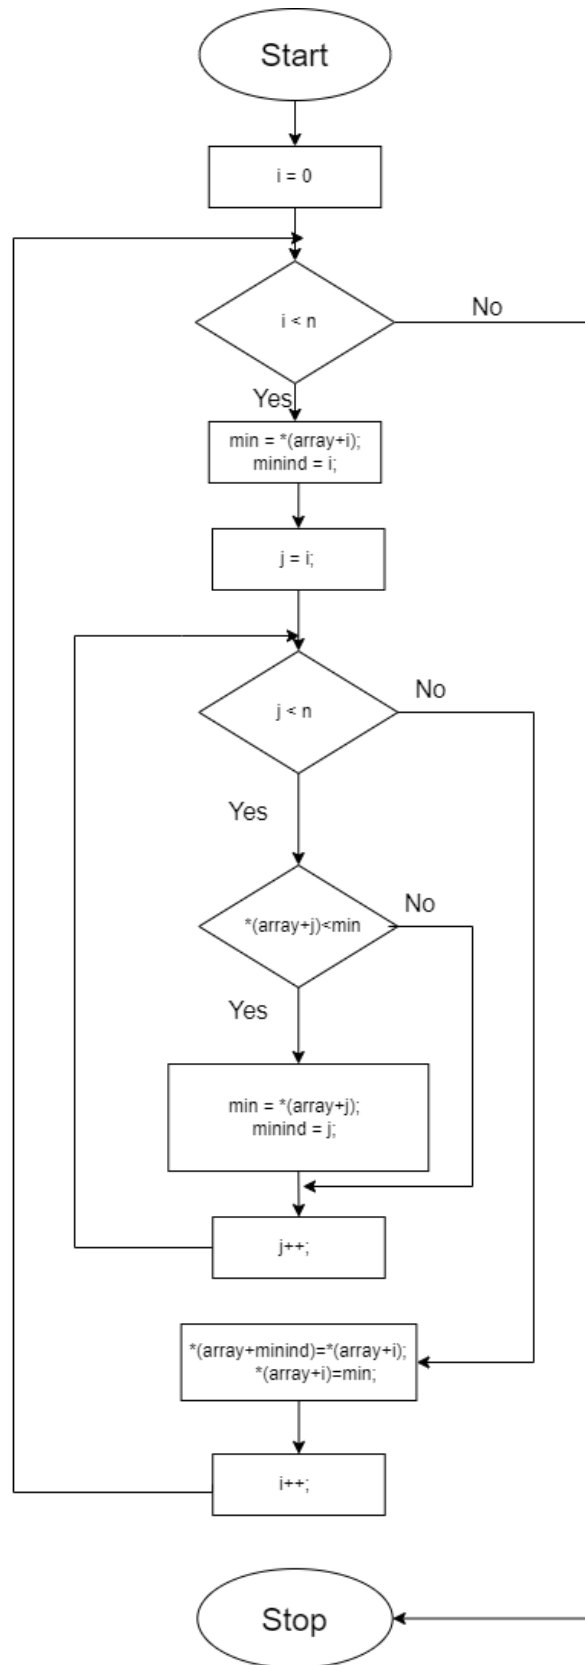 Start
i = 0
i < n
No
Yes
min = *(array+i);
minind = i;
j = i;
j < n
No
Yes
*(array+j)<min
No
Yes
min = *(array+j);
minind = j;
j++;
*(array+minind)=*(array+i);
*(array+i)=min;
i++;
Stop